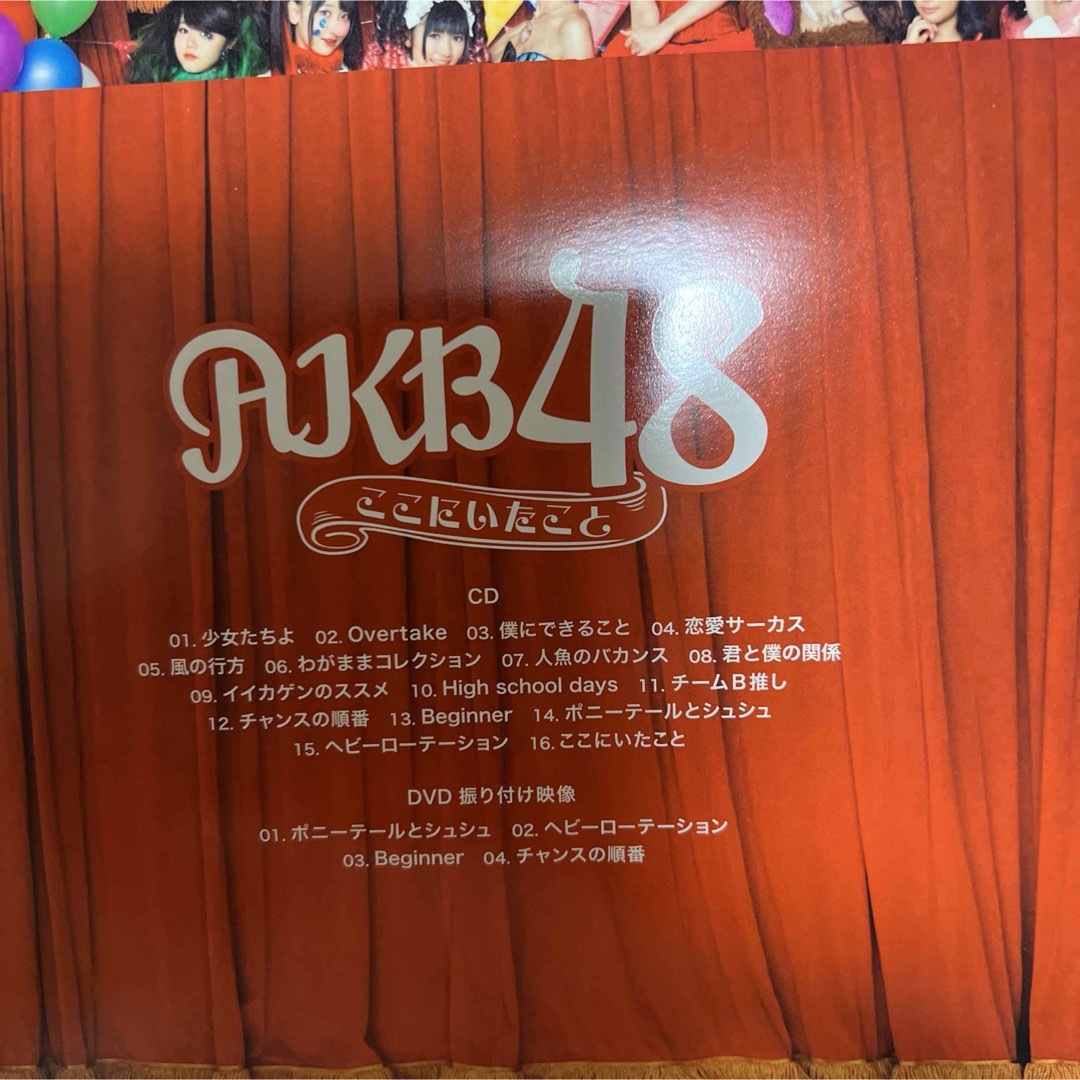 AKB48
ここにいたこと
CD
01. 少女たちよ 02. Overtake 03. 僕にできること 04. 恋愛サーカス
05. 風の行方 06. わがままコレクション 07. 人魚のバカンス 08. 君と僕の関係
09. イイカゲンのススメ 10. High school days 11. チームB推し
12. チャンスの順番 13. Beginner 14. ポニーテールとシュシュ
15. ヘビーローテーション 16. ここにいたこと
DVD 振り付け映像
01. ポニーテールとシュシュ 02. ヘビーローテーション
03. Beginner 04. チャンスの順番